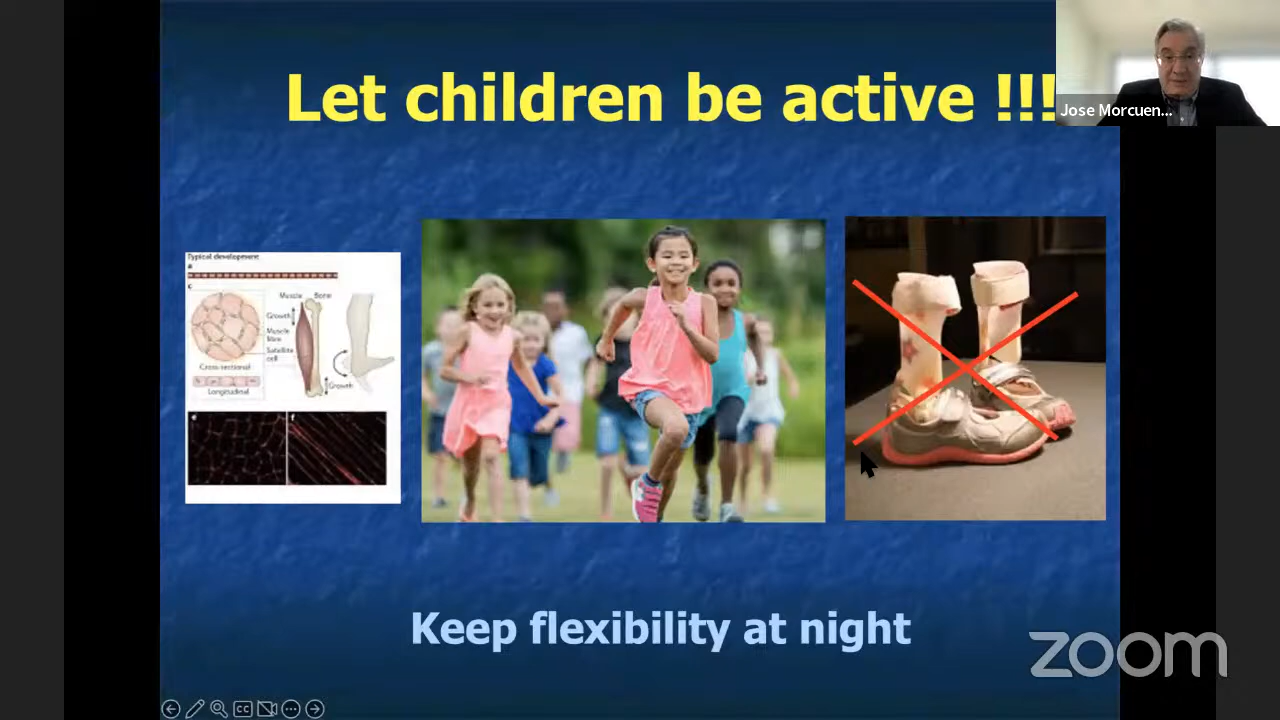 Let children be active !!!
Jose Morcuen...
Typical development
a
c
Muscle Bone
Growth
Muscle
fibre
Satellite
cell
Cross-sectional
Longitudinal
Growth
e
f
Keep flexibility at night
zoom
CC